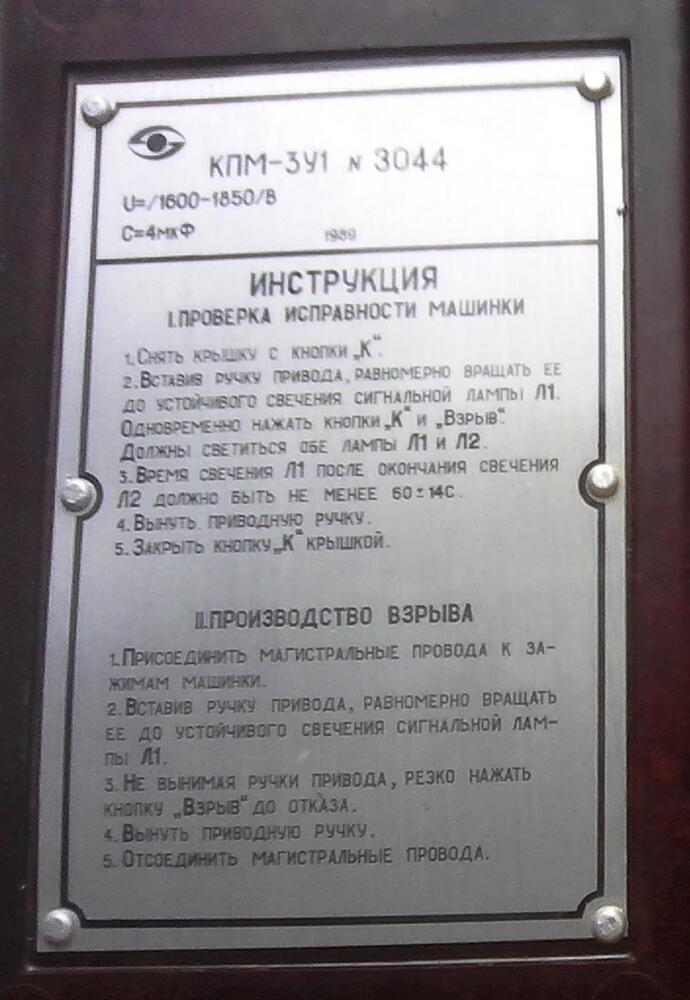 КПМ-3У1 N 3044
U=/1600-1850/В
С=4мкФ 1989
ИНСТРУКЦИЯ
I.ПРОВЕРКА ИСПРАВНОСТИ МАШИНКИ
1.Снять крышку с кнопки „К“.
2.Вставив ручку привода, равномерно вращать ее
до устойчивого свечения сигнальной лампы Л1.
Одновременно нажать кнопки „К“ и „Взрыв“.
Должны светиться обе лампы Л1 и Л2.
3.Время свечения Л1 после окончания свечения
Л2 должно быть не менее 60±14с.
4.Вынуть приводную ручку.
5.Закрыть кнопку „К“ крышкой.
II.ПРОИЗВОДСТВО ВЗРЫВА
1.Присоединить магистральные провода к за-
жимам машинки.
2.Вставив ручку привода, равномерно вращать
ее до устойчивого свечения сигнальной лам-
пы Л1.
3.Не вынимая ручки привода, резко нажать
кнопку „Взрыв“ до отказа.
4.Вынуть приводную ручку.
5.Отсоединить магистральные провода.